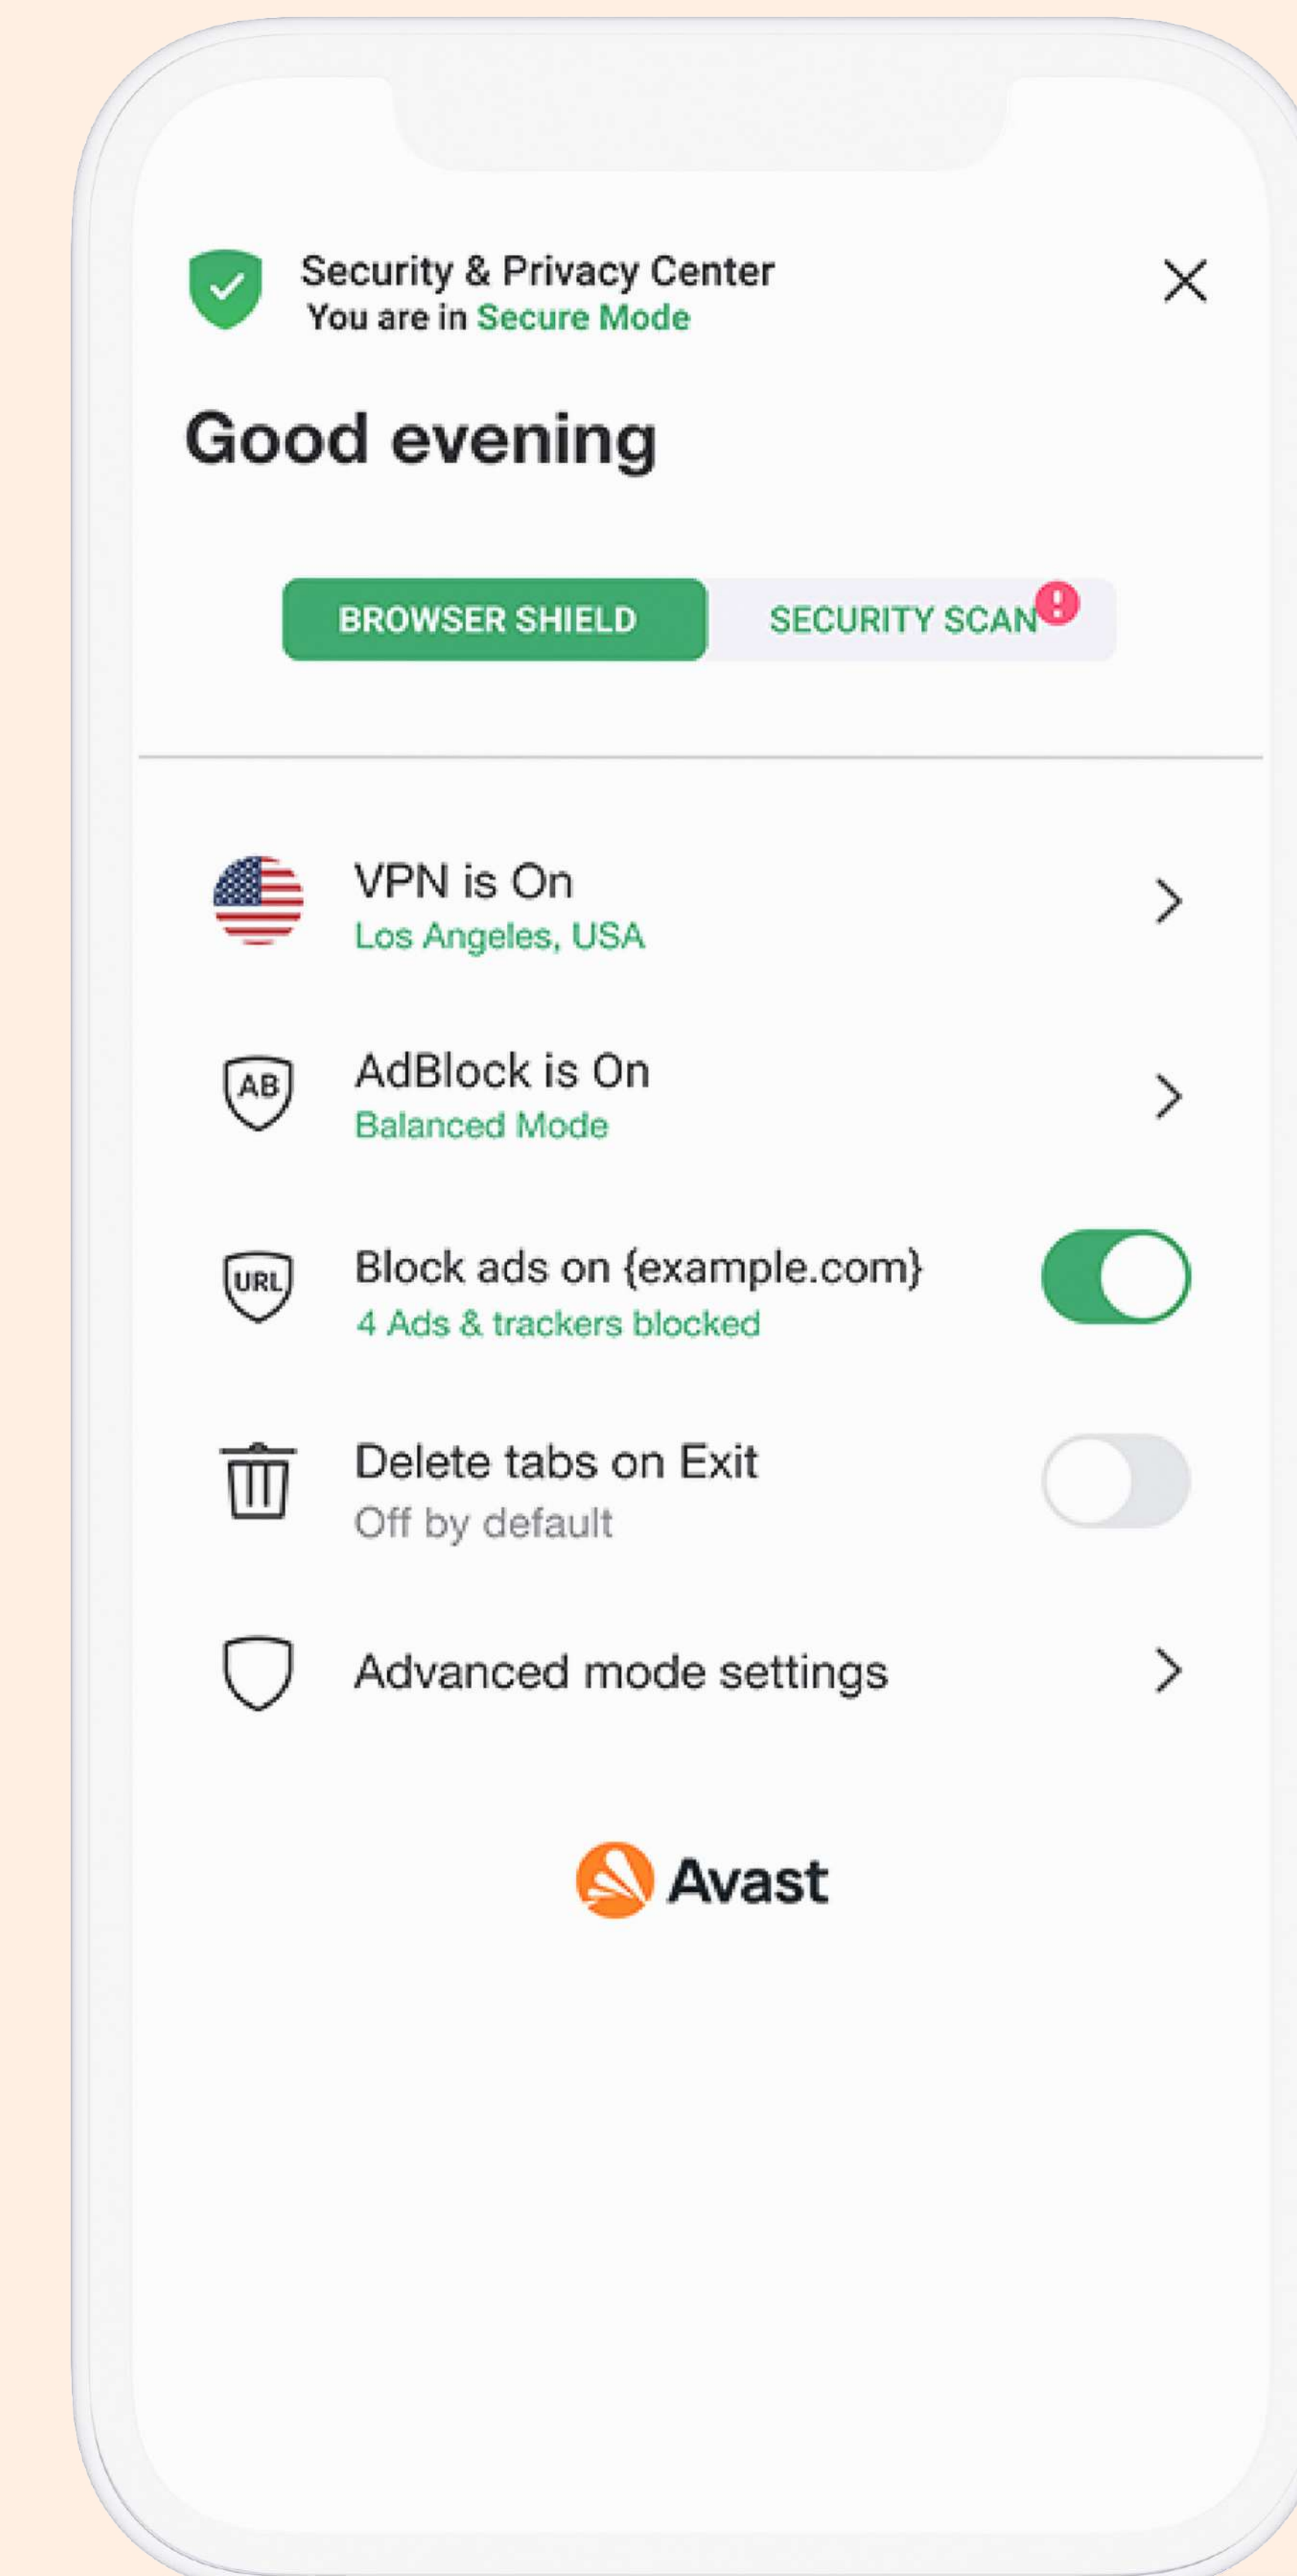 Security & Privacy Center
You are in Secure Mode
Good evening
BROWSER SHIELD
SECURITY SCAN
!
VPN is On
Los Angeles, USA
AB
AdBlock is On
Balanced Mode
URL
Block ads on {example.com}
4 Ads & trackers blocked
Delete tabs on Exit
Off by default
Advanced mode settings
Avast